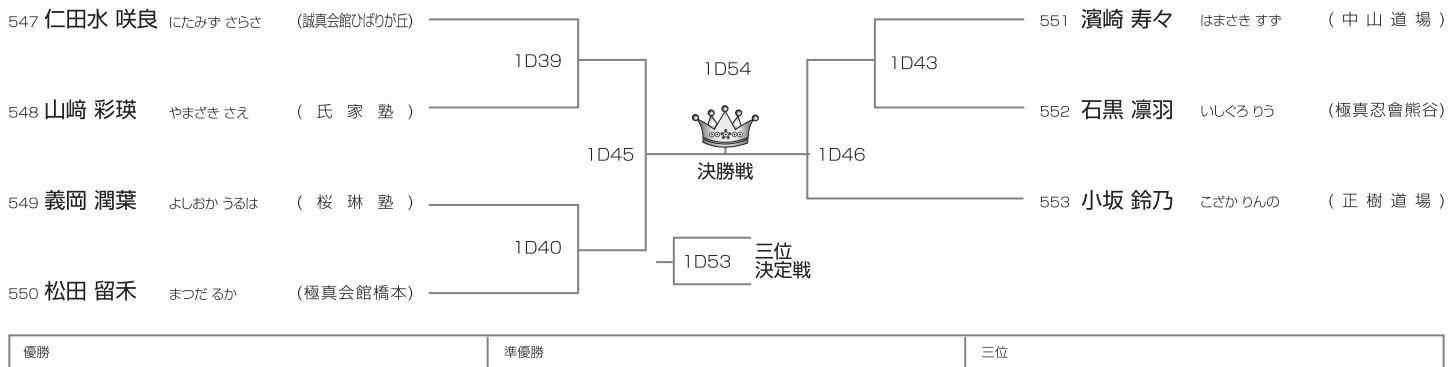 547 仁田水 咲良 にたみず さらさ (誠真会館ひばりが丘)
1D39
548 山﨑 彩瑛 やまざき さえ (氏家塾)
1D45
549 義岡 潤葉 よしおか うるは (桜琳塾)
1D40
550 松田 留禾 まつだ るか (極真会館橋本)
1D54
決勝戦
1D53 三位
決定戦
551 濵崎 寿々 はまさき すず (中山道場)
1D43
552 石黒 凛羽 いしぐろ りう (極真忍會熊谷)
1D46
553 小坂 鈴乃 こざか りんの (正樹道場)
優勝 準優勝 三位